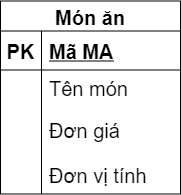 Món ăn
PK Mã MA
Tên món
Đơn giá
Đơn vị tính